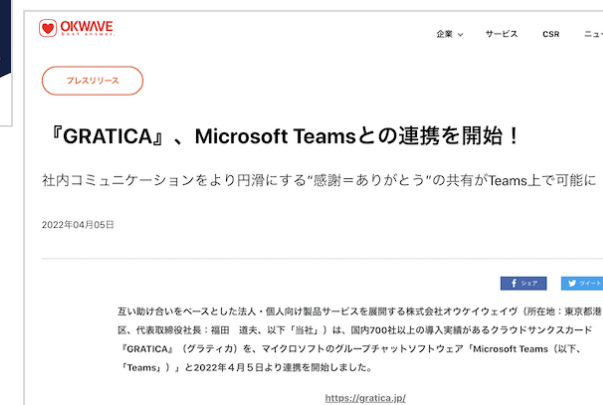 OKWAVE
best answer.
企業
サービス
CSR
ニュー
プレスリリース
『GRATICA』、Microsoft Teamsとの連携を開始！
社内コミュニケーションをより円滑にする“感謝＝ありがとう”の共有がTeams上で可能に
2022年04月05日
シェア
ツイート
互い助け合いをベースとした法人・個人向け製品サービスを展開する株式会社オウケイウェイヴ（所在地：東京都港
区、代表取締役社長：福田　道夫、以下「当社」）は、国内700社以上の導入実績があるクラウドサンクスカード
『GRATICA』（グラティカ）を、マイクロソフトのグループチャットソフトウェア「Microsoft Teams（以下、
「Teams」）」と2022年４月５日より連携を開始しました。
https://gratica.jp/